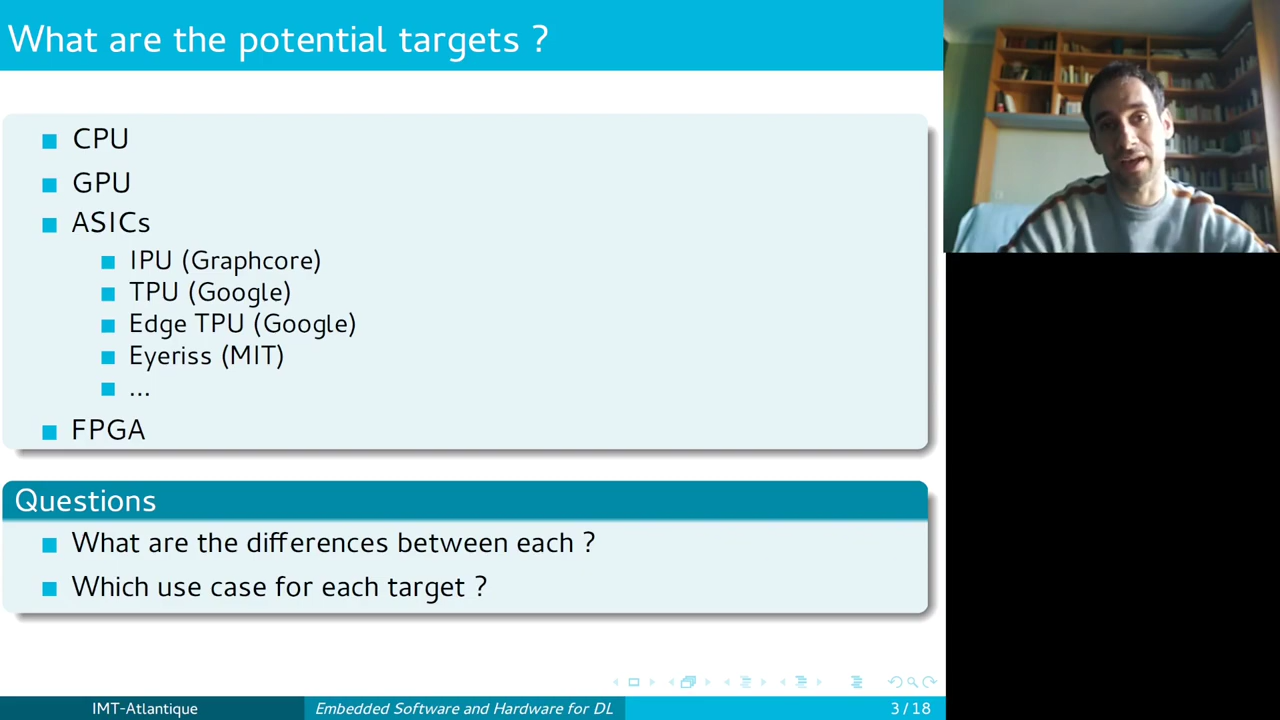 What are the potential targets ?
CPU
GPU
ASICs
IPU (Graphcore)
TPU (Google)
Edge TPU (Google)
Eyeriss (MIT)
...
FPGA
Questions
What are the differences between each ?
Which use case for each target ?
IMT-Atlantique
Embedded Software and Hardware for DL
3 / 18